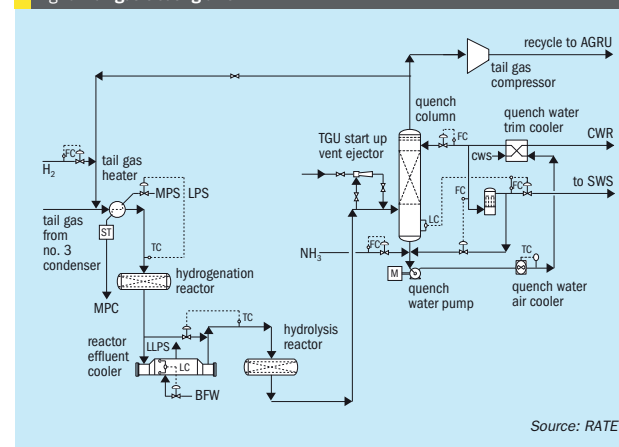 recycle to AGRU
tail gas
compressor
quench
column
quench water
trim cooler
CWR
TGU start up
vent ejector
FC
CWS
FC
H₂
tail gas
heater
MPS
LPS
FC
FC
to SWS
tail gas
from
no. 3
condenser
ST
LC
TC
NH₃
FC
TC
MPC
hydrogenation
reactor
M
quench
water pump
quench water
air cooler
TC
hydrolysis
reactor
reactor
effluent
cooler
LLPS
LC
BFW
Source: RATE